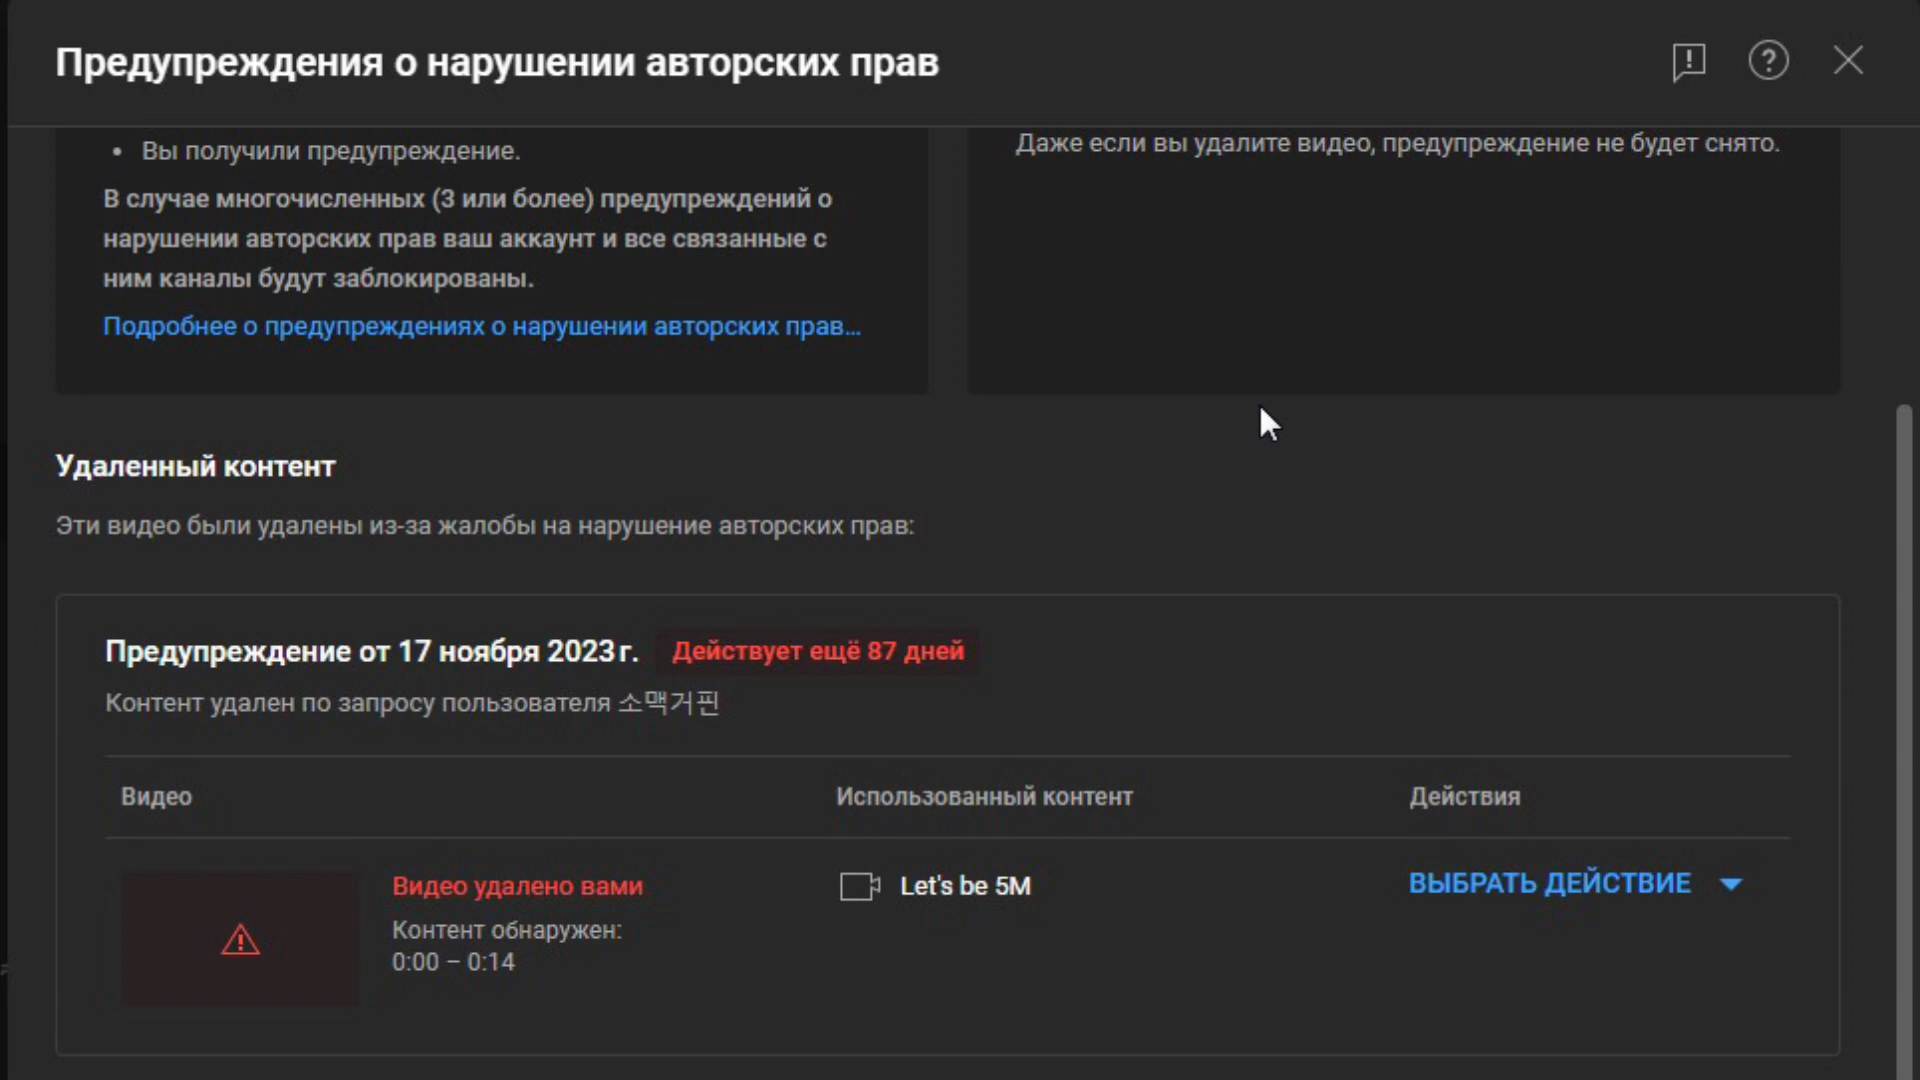 Предупреждения о нарушении авторских прав
• Вы получили предупреждение.
В случае многочисленных (3 или более) предупреждений о
нарушении авторских прав ваш аккаунт и все связанные с
ним каналы будут заблокированы.
Подробнее о предупреждениях о нарушении авторских прав...
Даже если вы удалите видео, предупреждение не будет снято.
Удаленный контент
Эти видео были удалены из-за жалобы на нарушение авторских прав:
Предупреждение от 17 ноября 2023 г. Действует ещё 87 дней
Контент удален по запросу пользователя 소맥거핀
Видео Использованный контент Действия
Видео удалено вами
Контент обнаружен:
0:00 – 0:14
Let's be 5M
ВЫБРАТЬ ДЕЙСТВИЕ